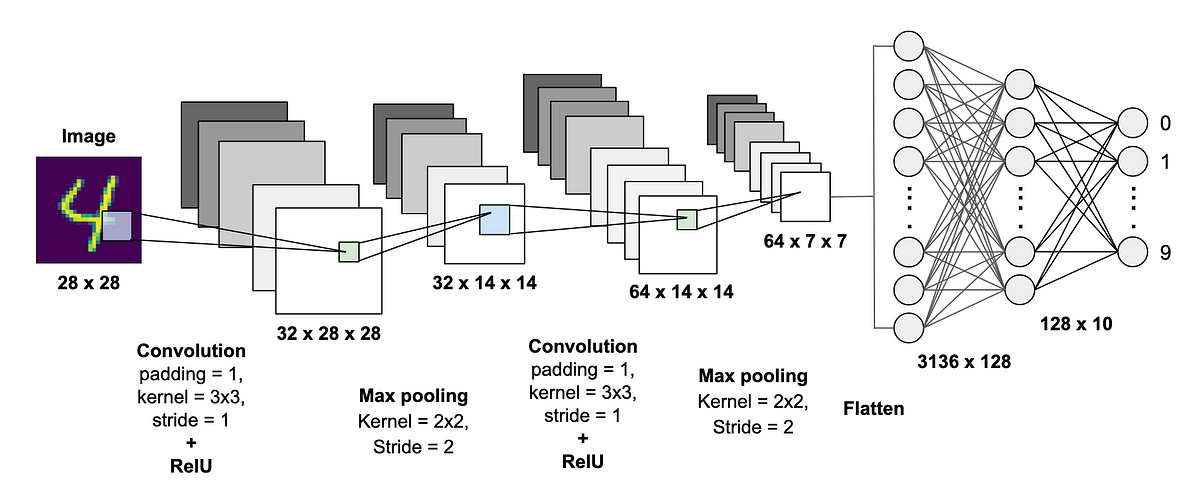 Image
28 x 28
32 x 28 x 28
Convolution
padding = 1,
kernel = 3x3,
stride = 1
+
RelU
32 x 14 x 14
Max pooling
Kernel = 2x2,
Stride = 2
64 x 14 x 14
Convolution
padding = 1,
kernel = 3x3,
stride = 1
+
RelU
64 x 7 x 7
Max pooling
Kernel = 2x2,
Stride = 2
Flatten
3136 x 128
128 x 10
0
1
9
4